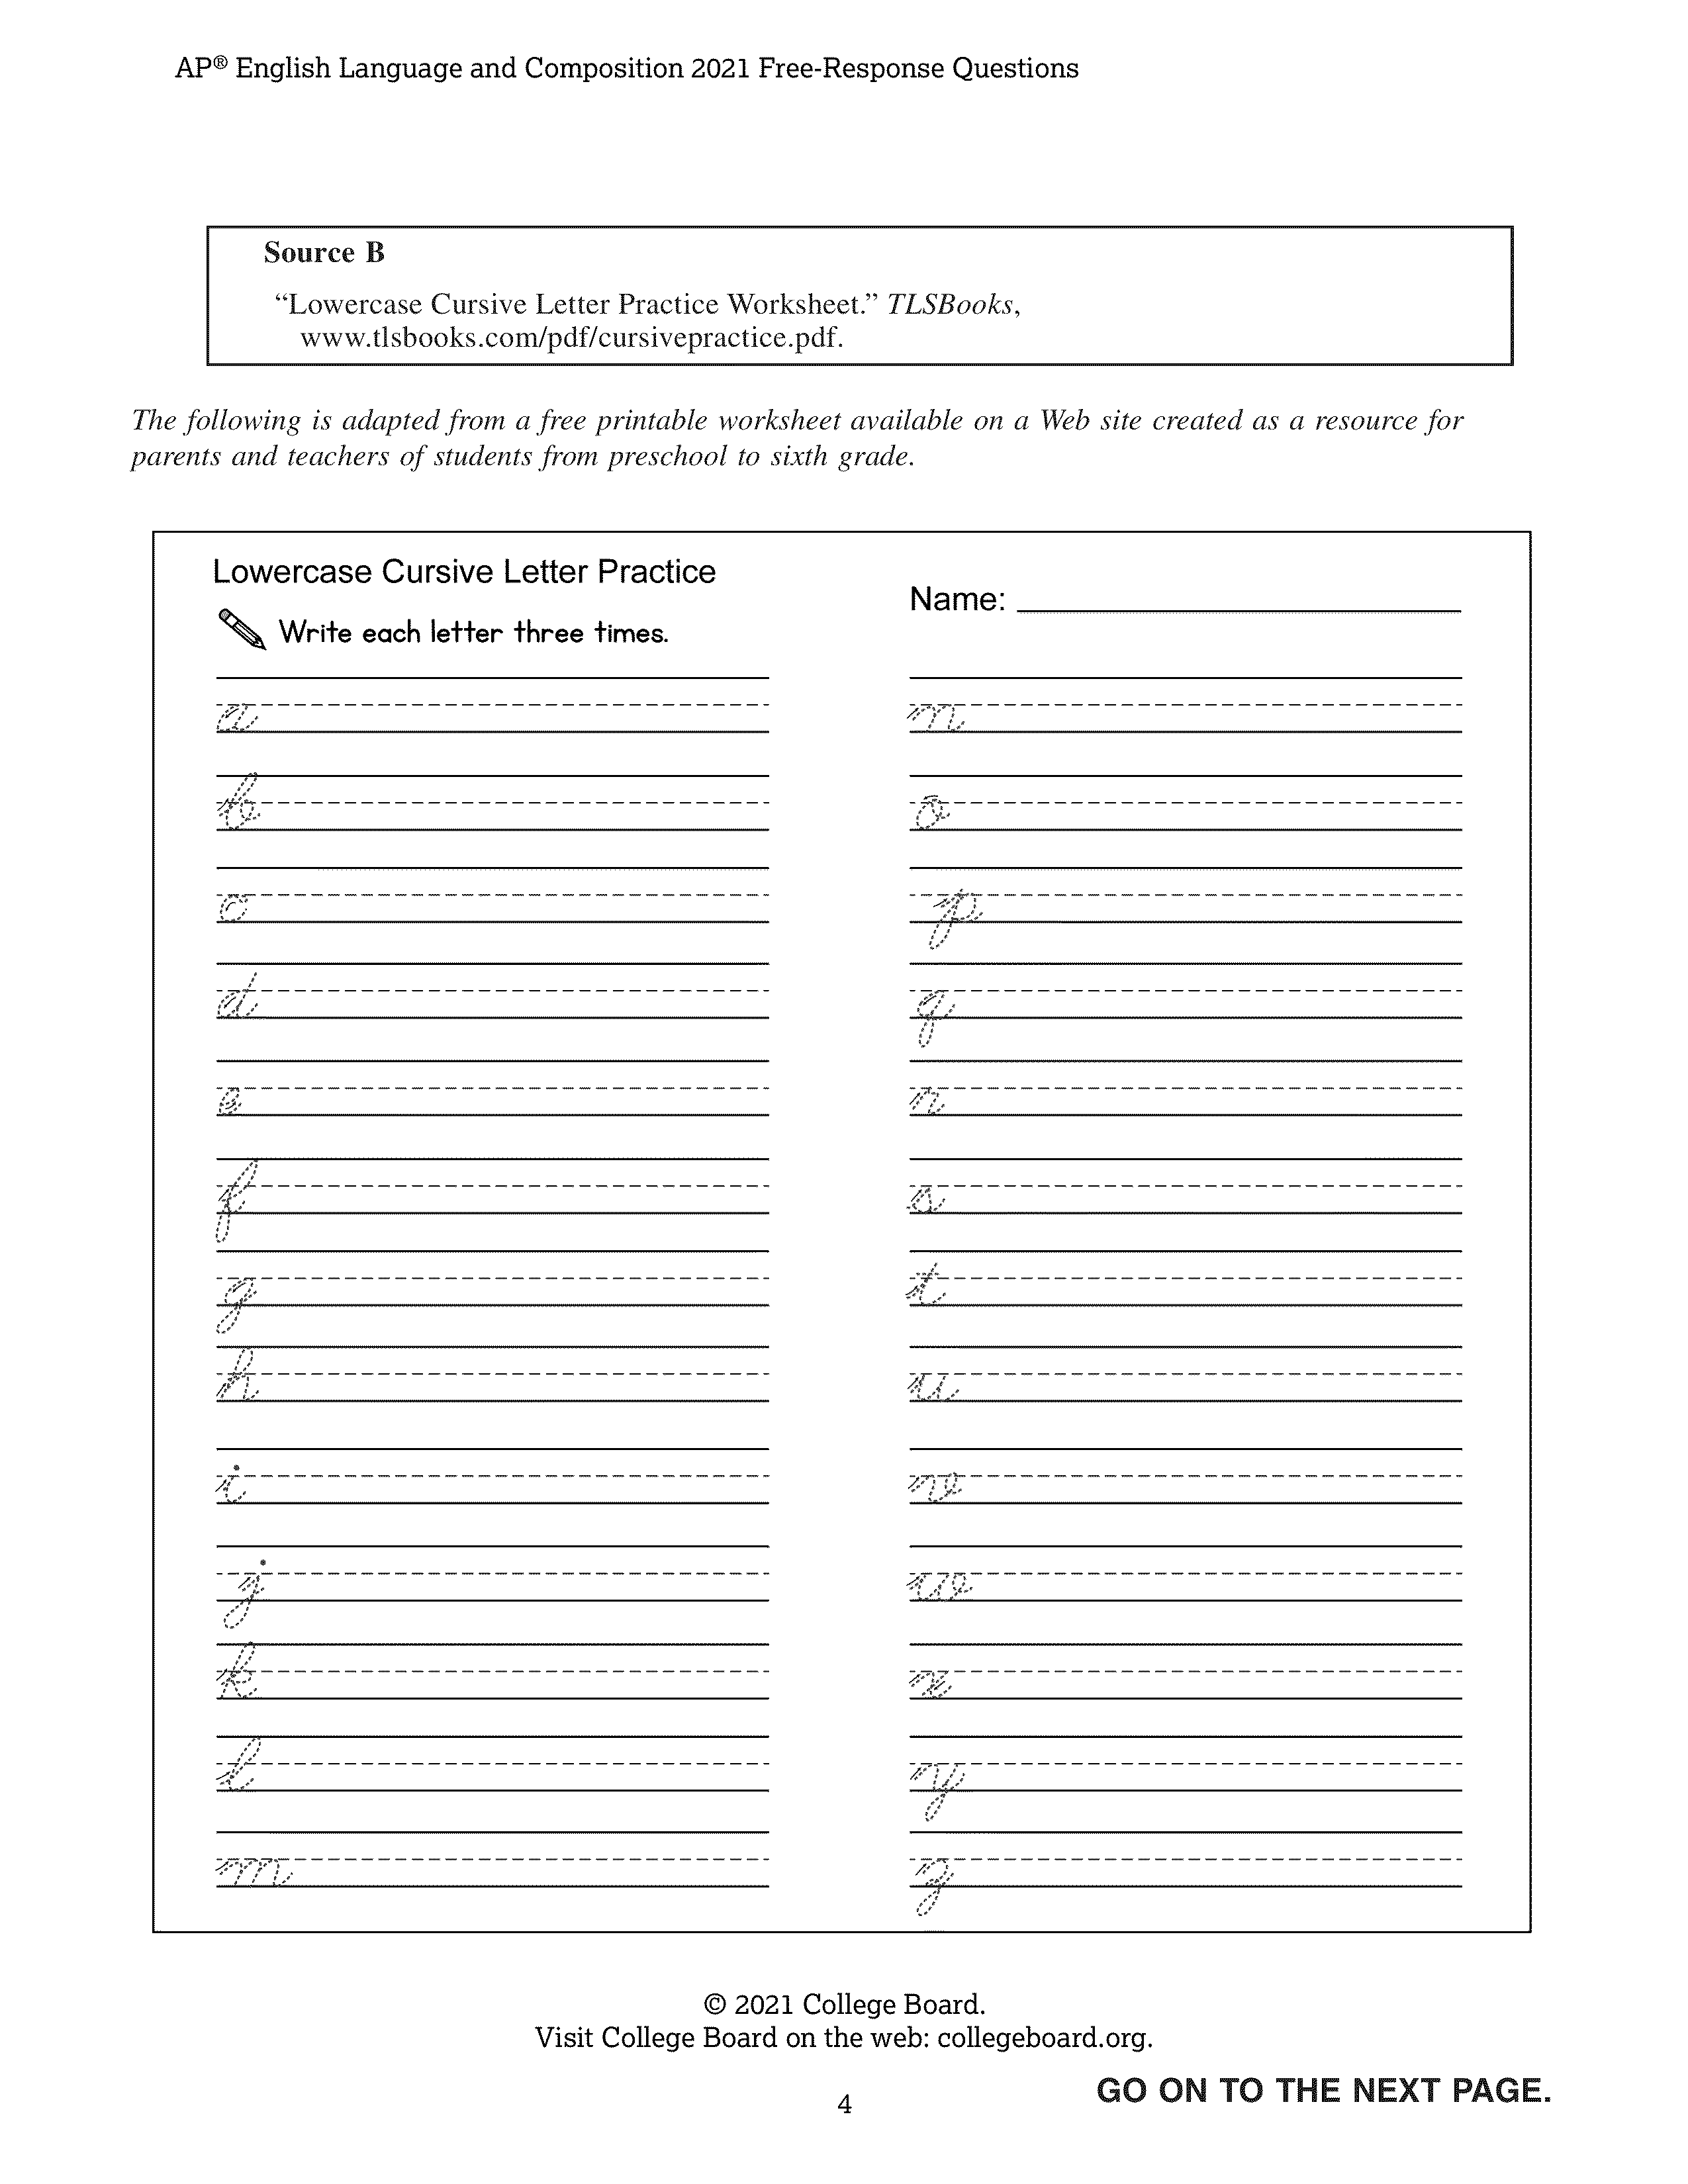 AP® English Language and Composition 2021 Free-Response Questions
Source B
“Lowercase Cursive Letter Practice Worksheet.” TLSBooks,
www.tlsbooks.com/pdf/cursivepractice.pdf.
The following is adapted from a free printable worksheet available on a Web site created as a resource for
parents and teachers of students from preschool to sixth grade.
Lowercase Cursive Letter Practice
Name:
Write each letter three times.
a
b
c
d
e
f
g
h
i
j
k
l
m
n
o
p
q
r
s
t
u
v
w
x
y
z
© 2021 College Board.
Visit College Board on the web: collegeboard.org.
GO ON TO THE NEXT PAGE.
4